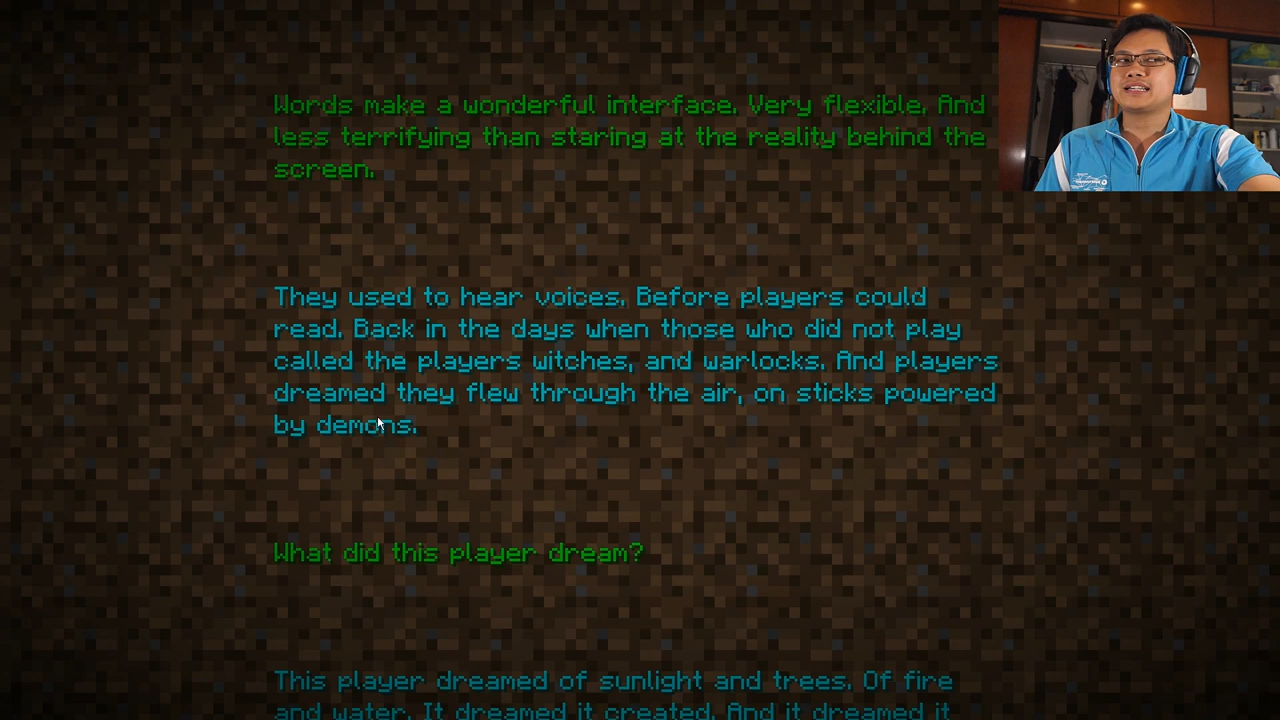 Words make a wonderful interface. Very flexible. And
less terrifying than staring at the reality behind the
screen.
They used to hear voices. Before players could
read. Back in the days when those who did not play
called the players witches, and warlocks. And players
dreamed they flew through the air, on sticks powered
by demons.
What did this player dream?
This player dreamed of sunlight and trees. Of fire
and water. It dreamed it created. And it dreamed it